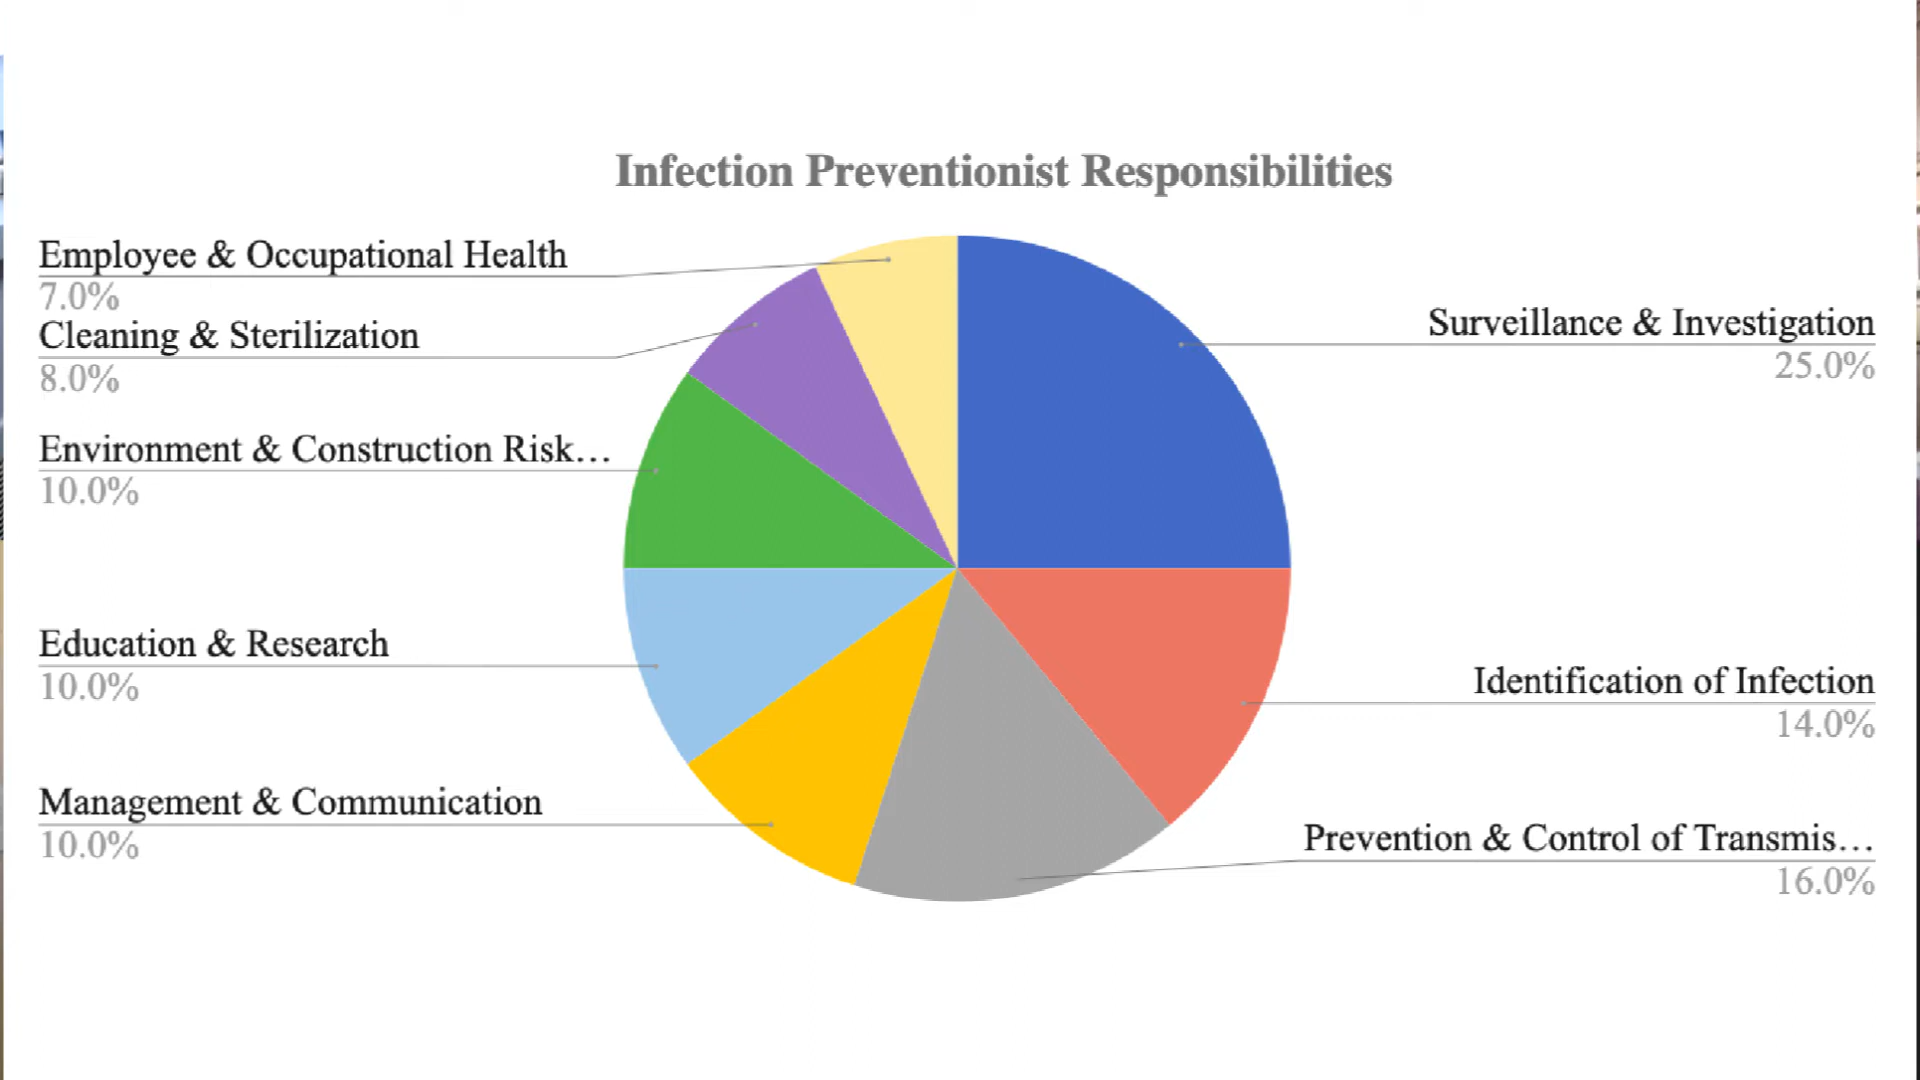 Infection Preventionist Responsibilities
Employee & Occupational Health
7.0%
Cleaning & Sterilization
8.0%
Environment & Construction Risk...
10.0%
Education & Research
10.0%
Management & Communication
10.0%
Surveillance & Investigation
25.0%
Identification of Infection
14.0%
Prevention & Control of Transmis...
16.0%